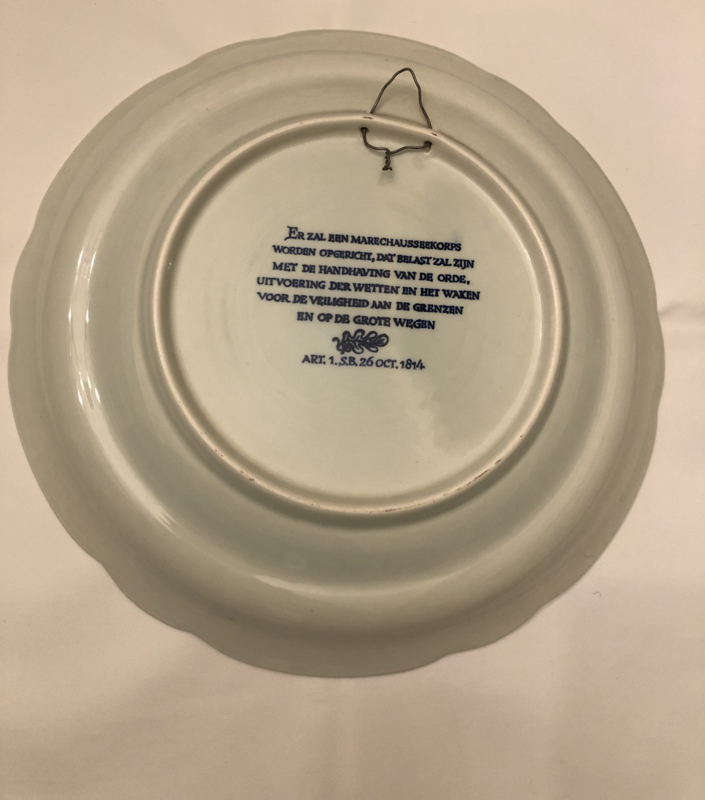 ER ZAL EEN MARECHAUSSEEKORPS
WORDEN OPGERICHT, DAT BELAST ZAL ZIJN
MET DE HANDHAVING VAN DE ORDE,
UITVOERING DER WETTEN EN HET WAKEN
VOOR DE VEILIGHEID AAN DE GRENZEN
EN OP DE GROTE WEGEN
ART. 1. S.B. 26 OCT. 1814